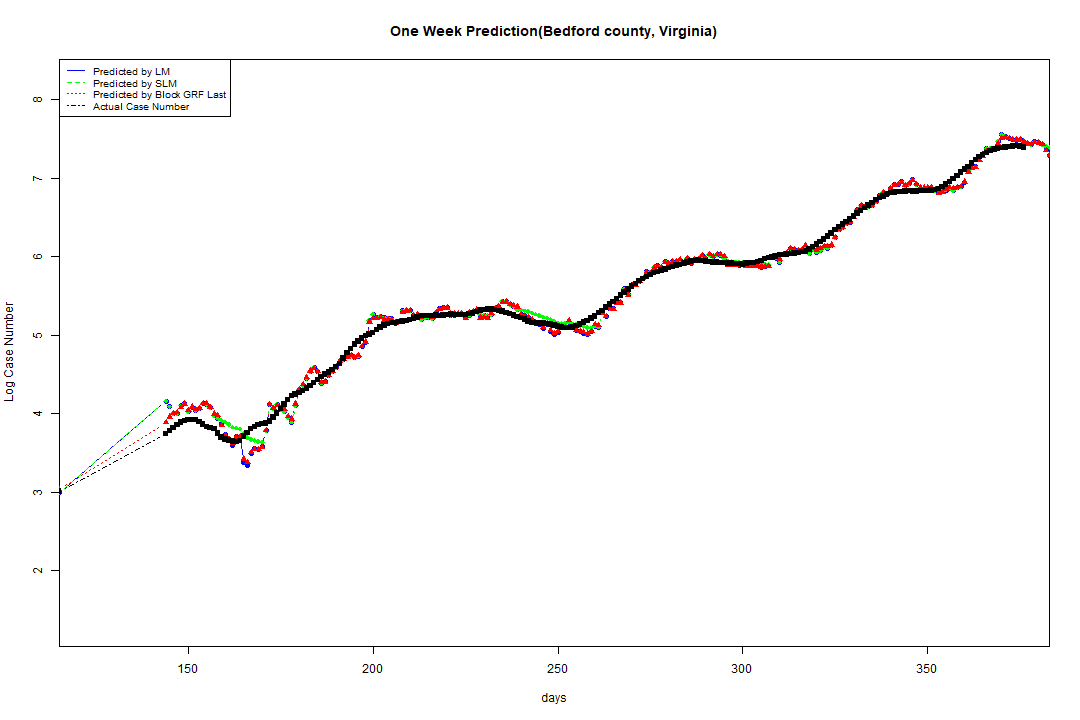 One Week Prediction(Bedford county, Virginia)
Predicted by LM
Predicted by SLM
Predicted by Block GRF Last
Actual Case Number
Log Case Number
8
7
6
5
4
3
2
150 200 250 300 350
days